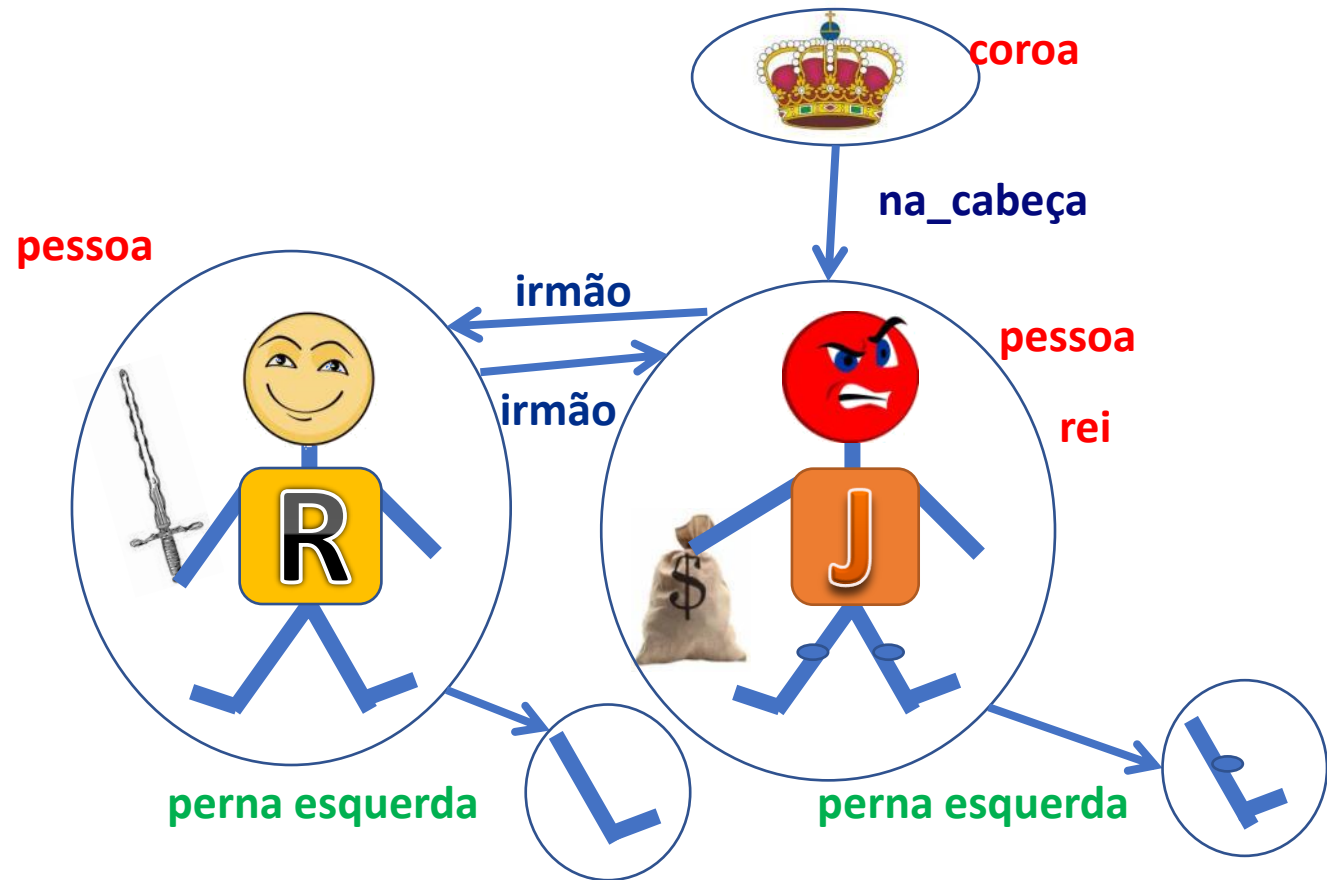 coroa
na_cabeça
pessoa
irmão
pessoa
irmão
rei
R
J
$
perna esquerda
perna esquerda